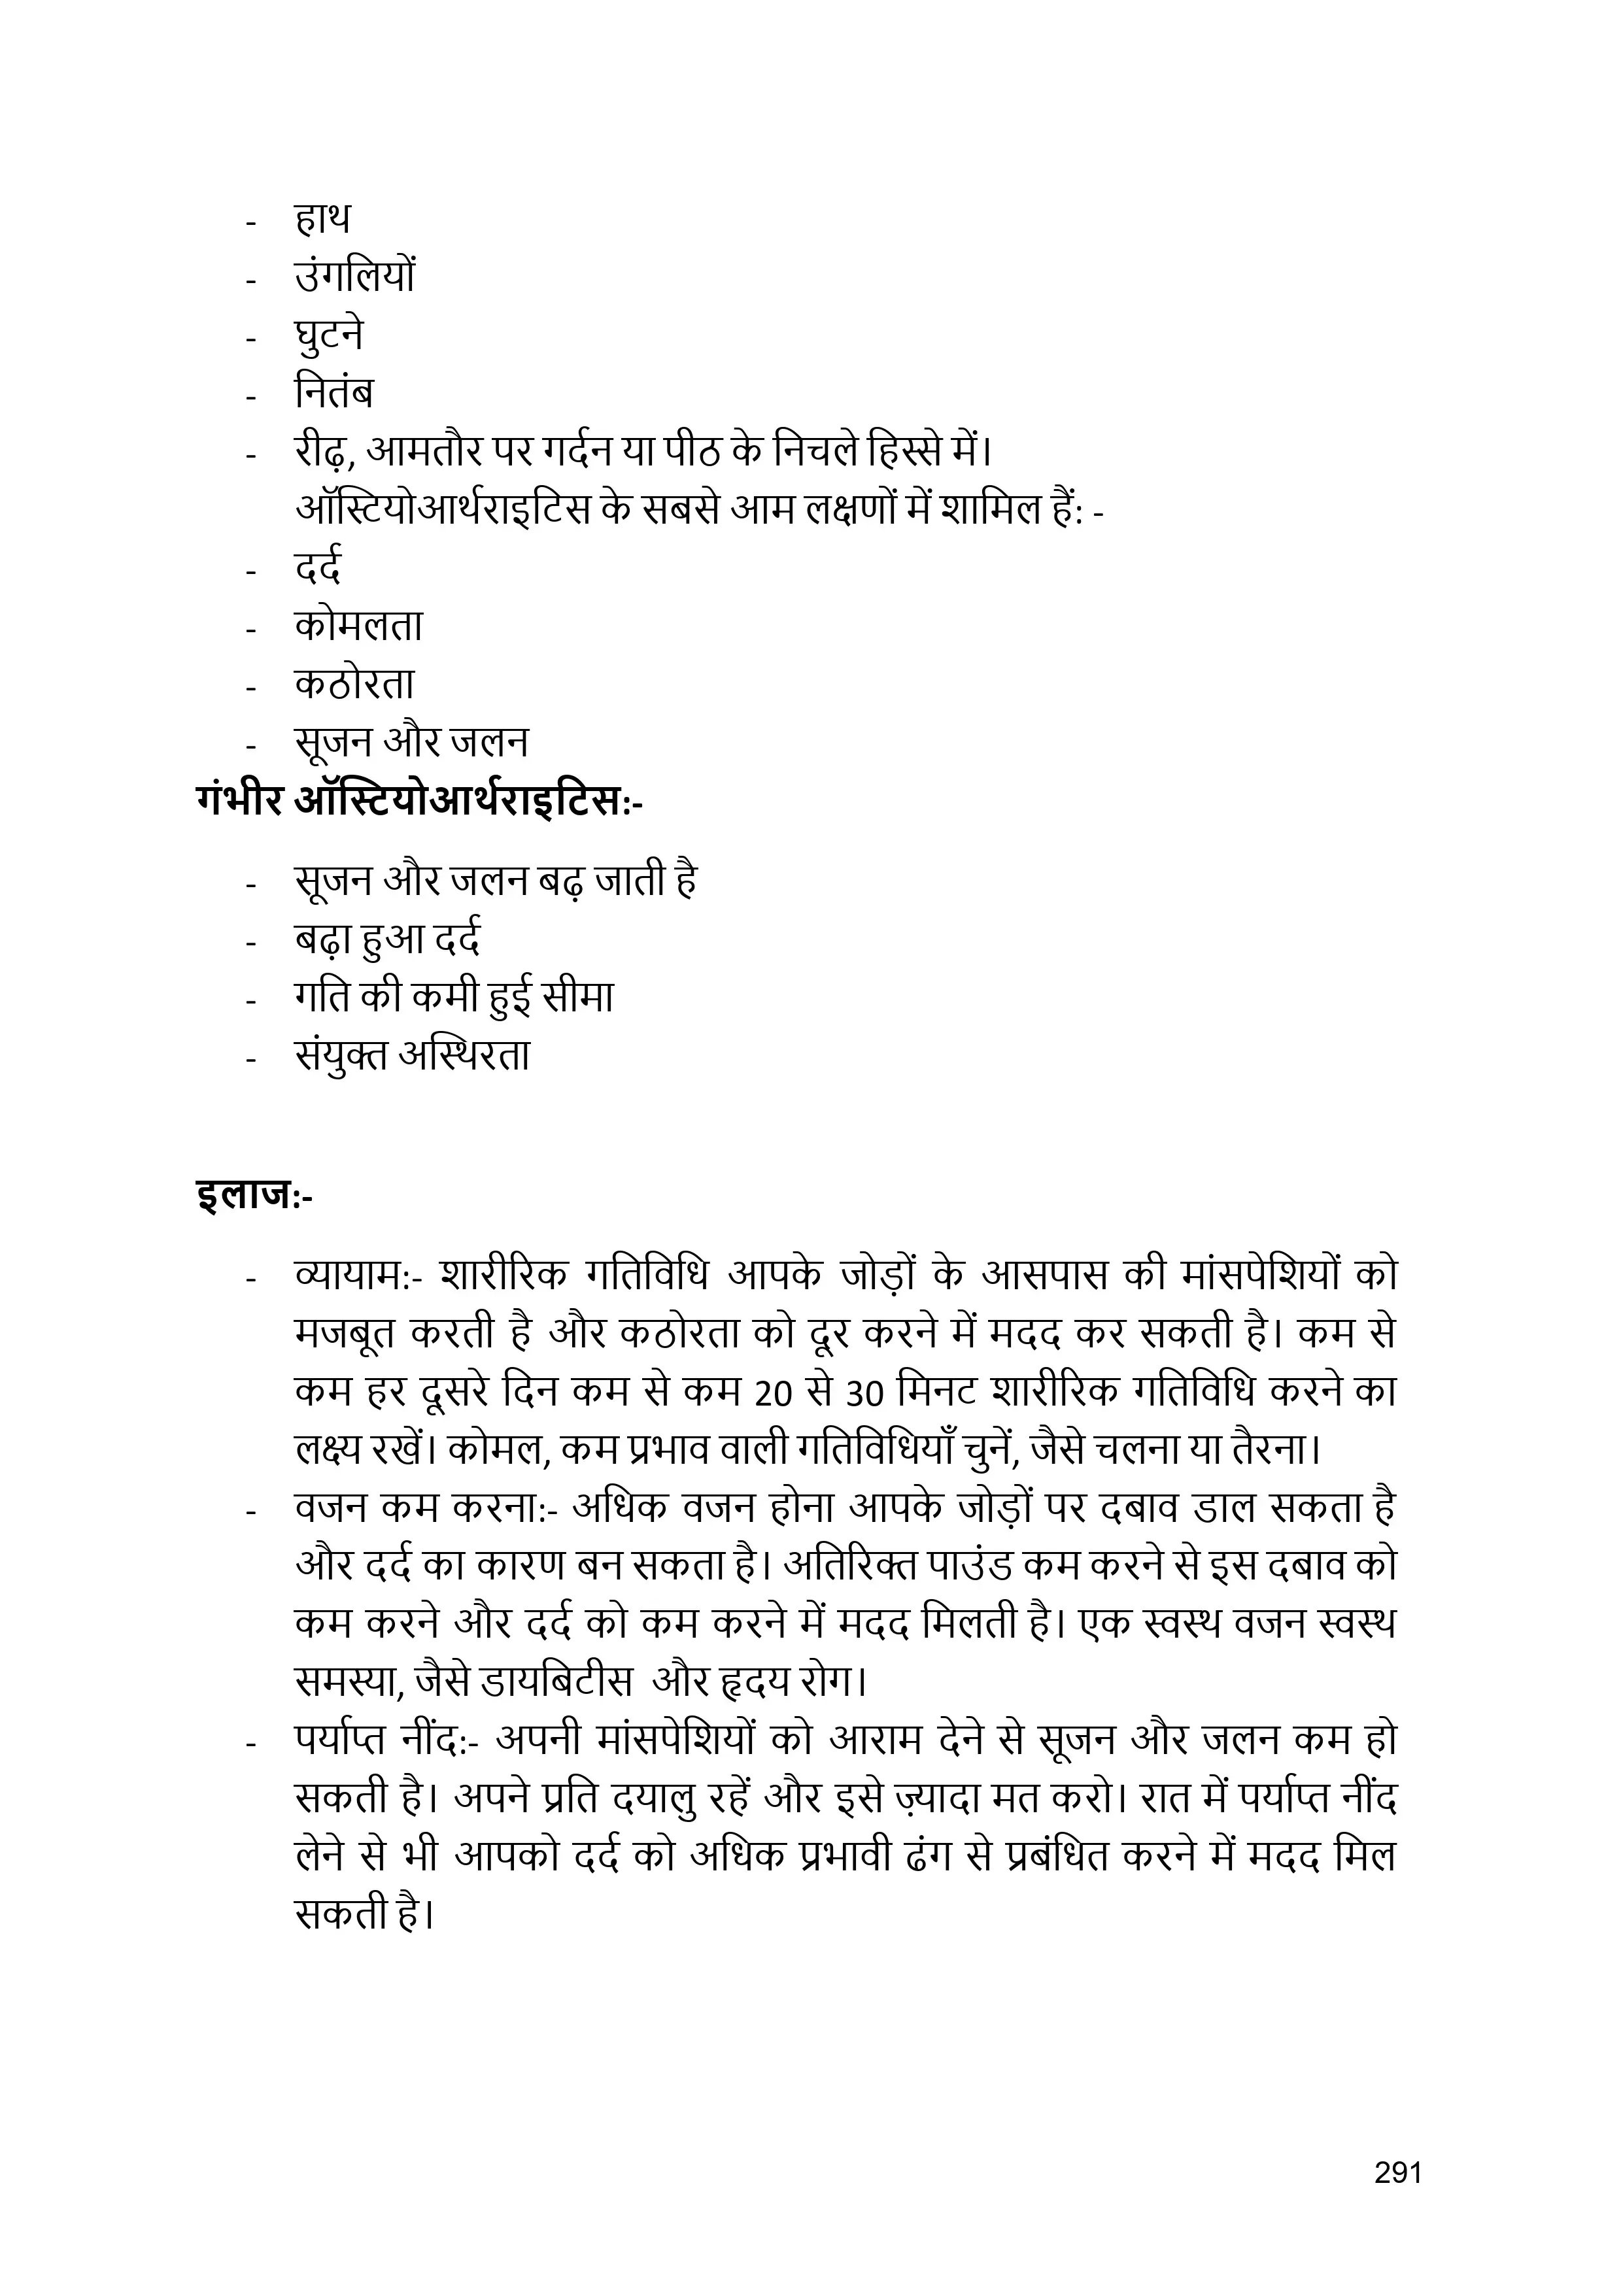 - हाथ
- उंगलियों
- घुटने
- नितंब
- रीढ़, आमतौर पर गर्दन या पीठ के निचले हिस्से में।
ऑस्टियोआर्थराइटिस के सबसे आम लक्षणों में शामिल हैं: -
- दर्द
- कोमलता
- कठोरता
- सूजन और जलन
गंभीर ऑस्टियोआर्थराइटिस:-
- सूजन और जलन बढ़ जाती है
- बढ़ा हुआ दर्द
- गति की कमी हुई सीमा
- संयुक्त अस्थिरता
इलाज:-
- व्यायाम:- शारीरिक गतिविधि आपके जोड़ों के आसपास की मांसपेशियों को
मजबूत करती है और कठोरता को दूर करने में मदद कर सकती है। कम से
कम हर दूसरे दिन कम से कम 20 से 30 मिनट शारीरिक गतिविधि करने का
लक्ष्य रखें। कोमल, कम प्रभाव वाली गतिविधियाँ चुनें, जैसे चलना या तैरना।
- वजन कम करना:- अधिक वजन होना आपके जोड़ों पर दबाव डाल सकता है
और दर्द का कारण बन सकता है। अतिरिक्त पाउंड कम करने से इस दबाव को
कम करने और दर्द को कम करने में मदद मिलती है। एक स्वस्थ वजन स्वस्थ
समस्या, जैसे डायबिटीस और हृदय रोग।
- पर्याप्त नींद:- अपनी मांसपेशियों को आराम देने से सूजन और जलन कम हो
सकती है। अपने प्रति दयालु रहें और इसे ज़्यादा मत करो। रात में पर्याप्त नींद
लेने से भी आपको दर्द को अधिक प्रभावी ढंग से प्रबंधित करने में मदद मिल
सकती है।
291